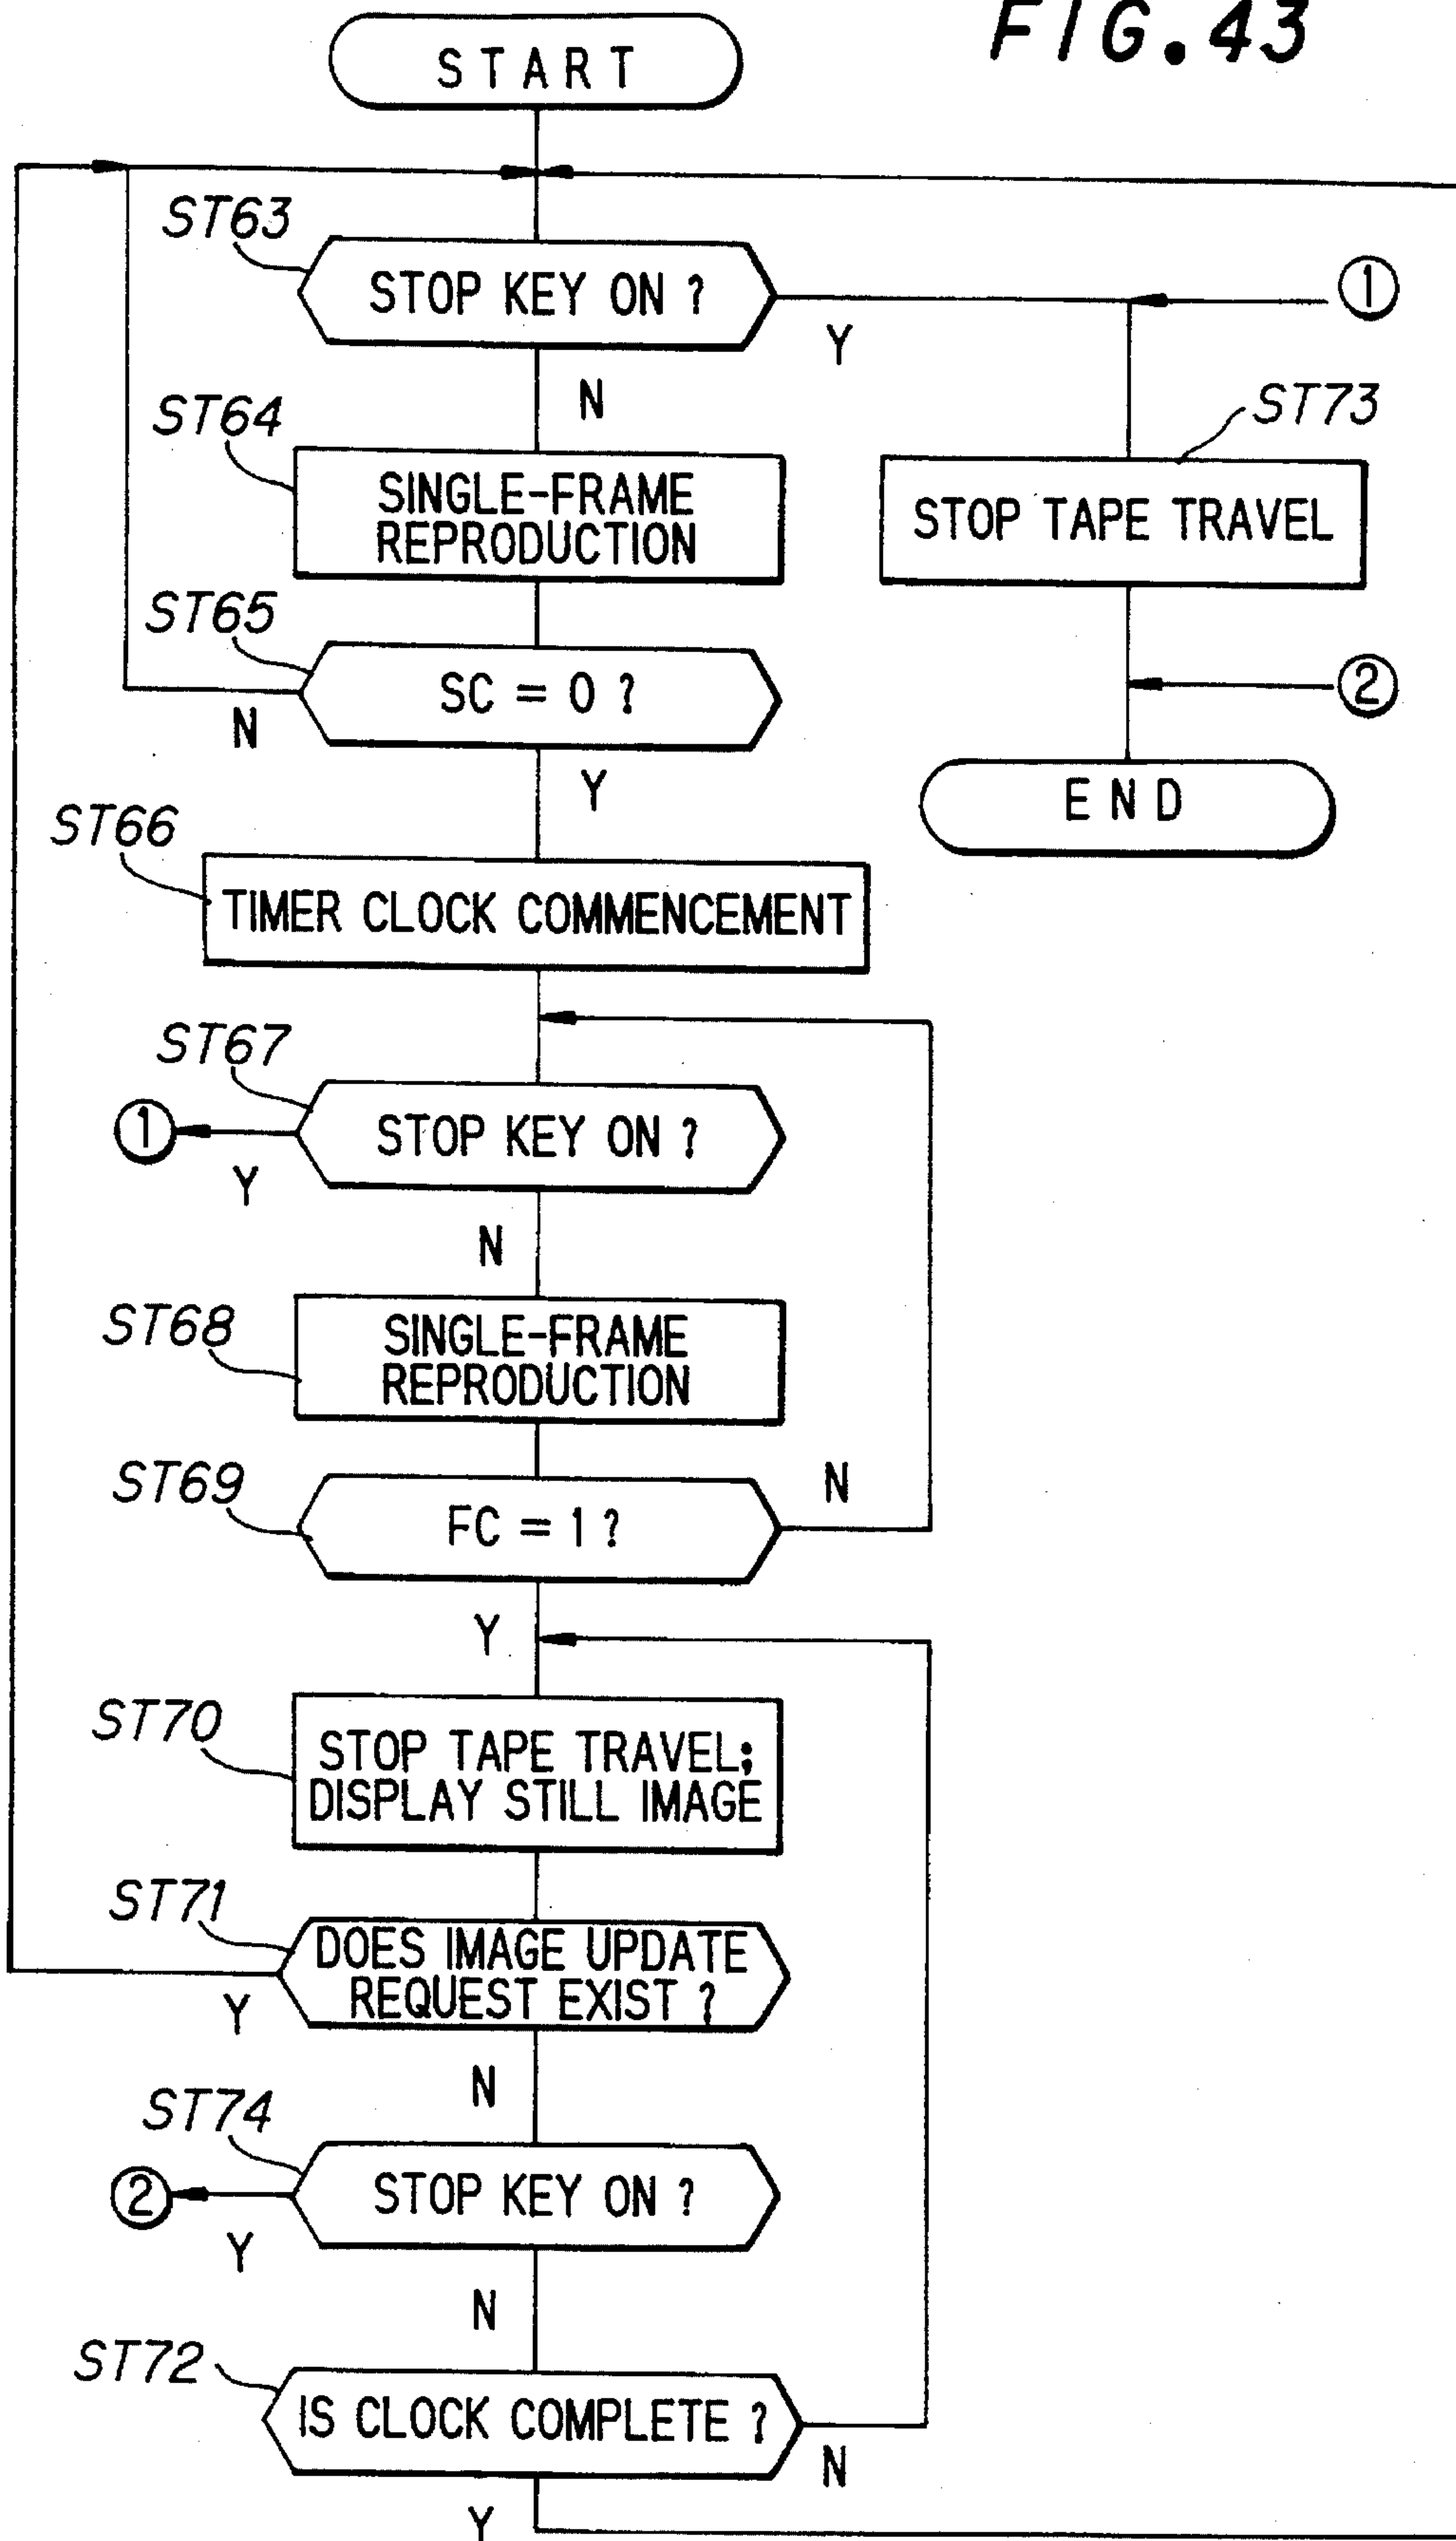 FIG.43
START
ST63
STOP KEY ON ?
Y
N
1
ST64
SINGLE-FRAME
REPRODUCTION
ST73
STOP TAPE TRAVEL
ST65
SC = 0 ?
N
Y
2
END
ST66
TIMER CLOCK COMMENCEMENT
ST67
STOP KEY ON ?
1
Y
N
ST68
SINGLE-FRAME
REPRODUCTION
ST69
FC = 1 ?
N
Y
ST70
STOP TAPE TRAVEL;
DISPLAY STILL IMAGE
ST71
DOES IMAGE UPDATE
REQUEST EXIST ?
Y
N
ST74
STOP KEY ON ?
2
Y
N
ST72
IS CLOCK COMPLETE ?
N
Y